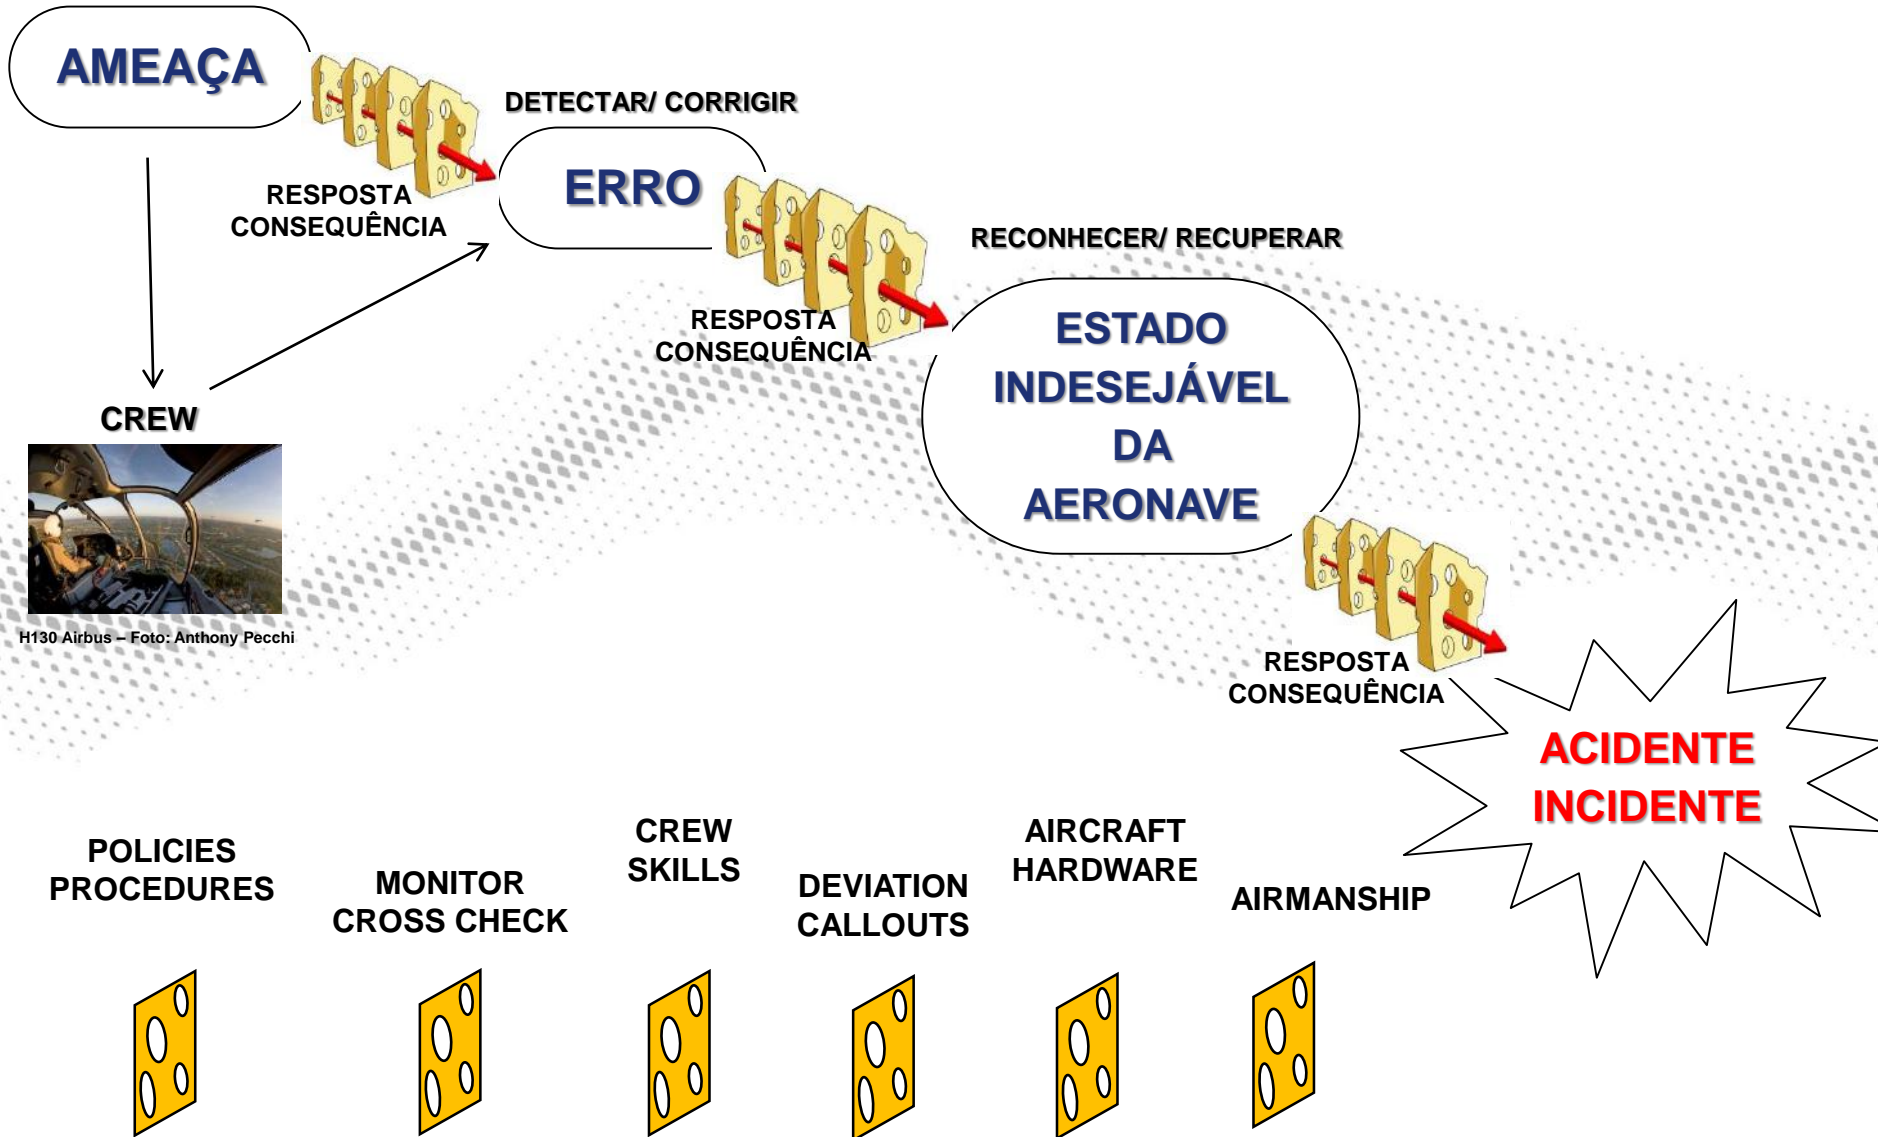 AMEAÇA
DETECTAR/ CORRIGIR
ERRO
RESPOSTA
CONSEQUÊNCIA
RECONHECER/ RECUPERAR
RESPOSTA
CONSEQUÊNCIA
ESTADO
INDESEJÁVEL
DA
AERONAVE
CREW
H130 Airbus – Foto: Anthony Pecchi
RESPOSTA
CONSEQUÊNCIA
ACIDENTE
INCIDENTE
POLICIES
PROCEDURES
MONITOR
CROSS CHECK
CREW
SKILLS
DEVIATION
CALLOUTS
AIRCRAFT
HARDWARE
AIRMANSHIP